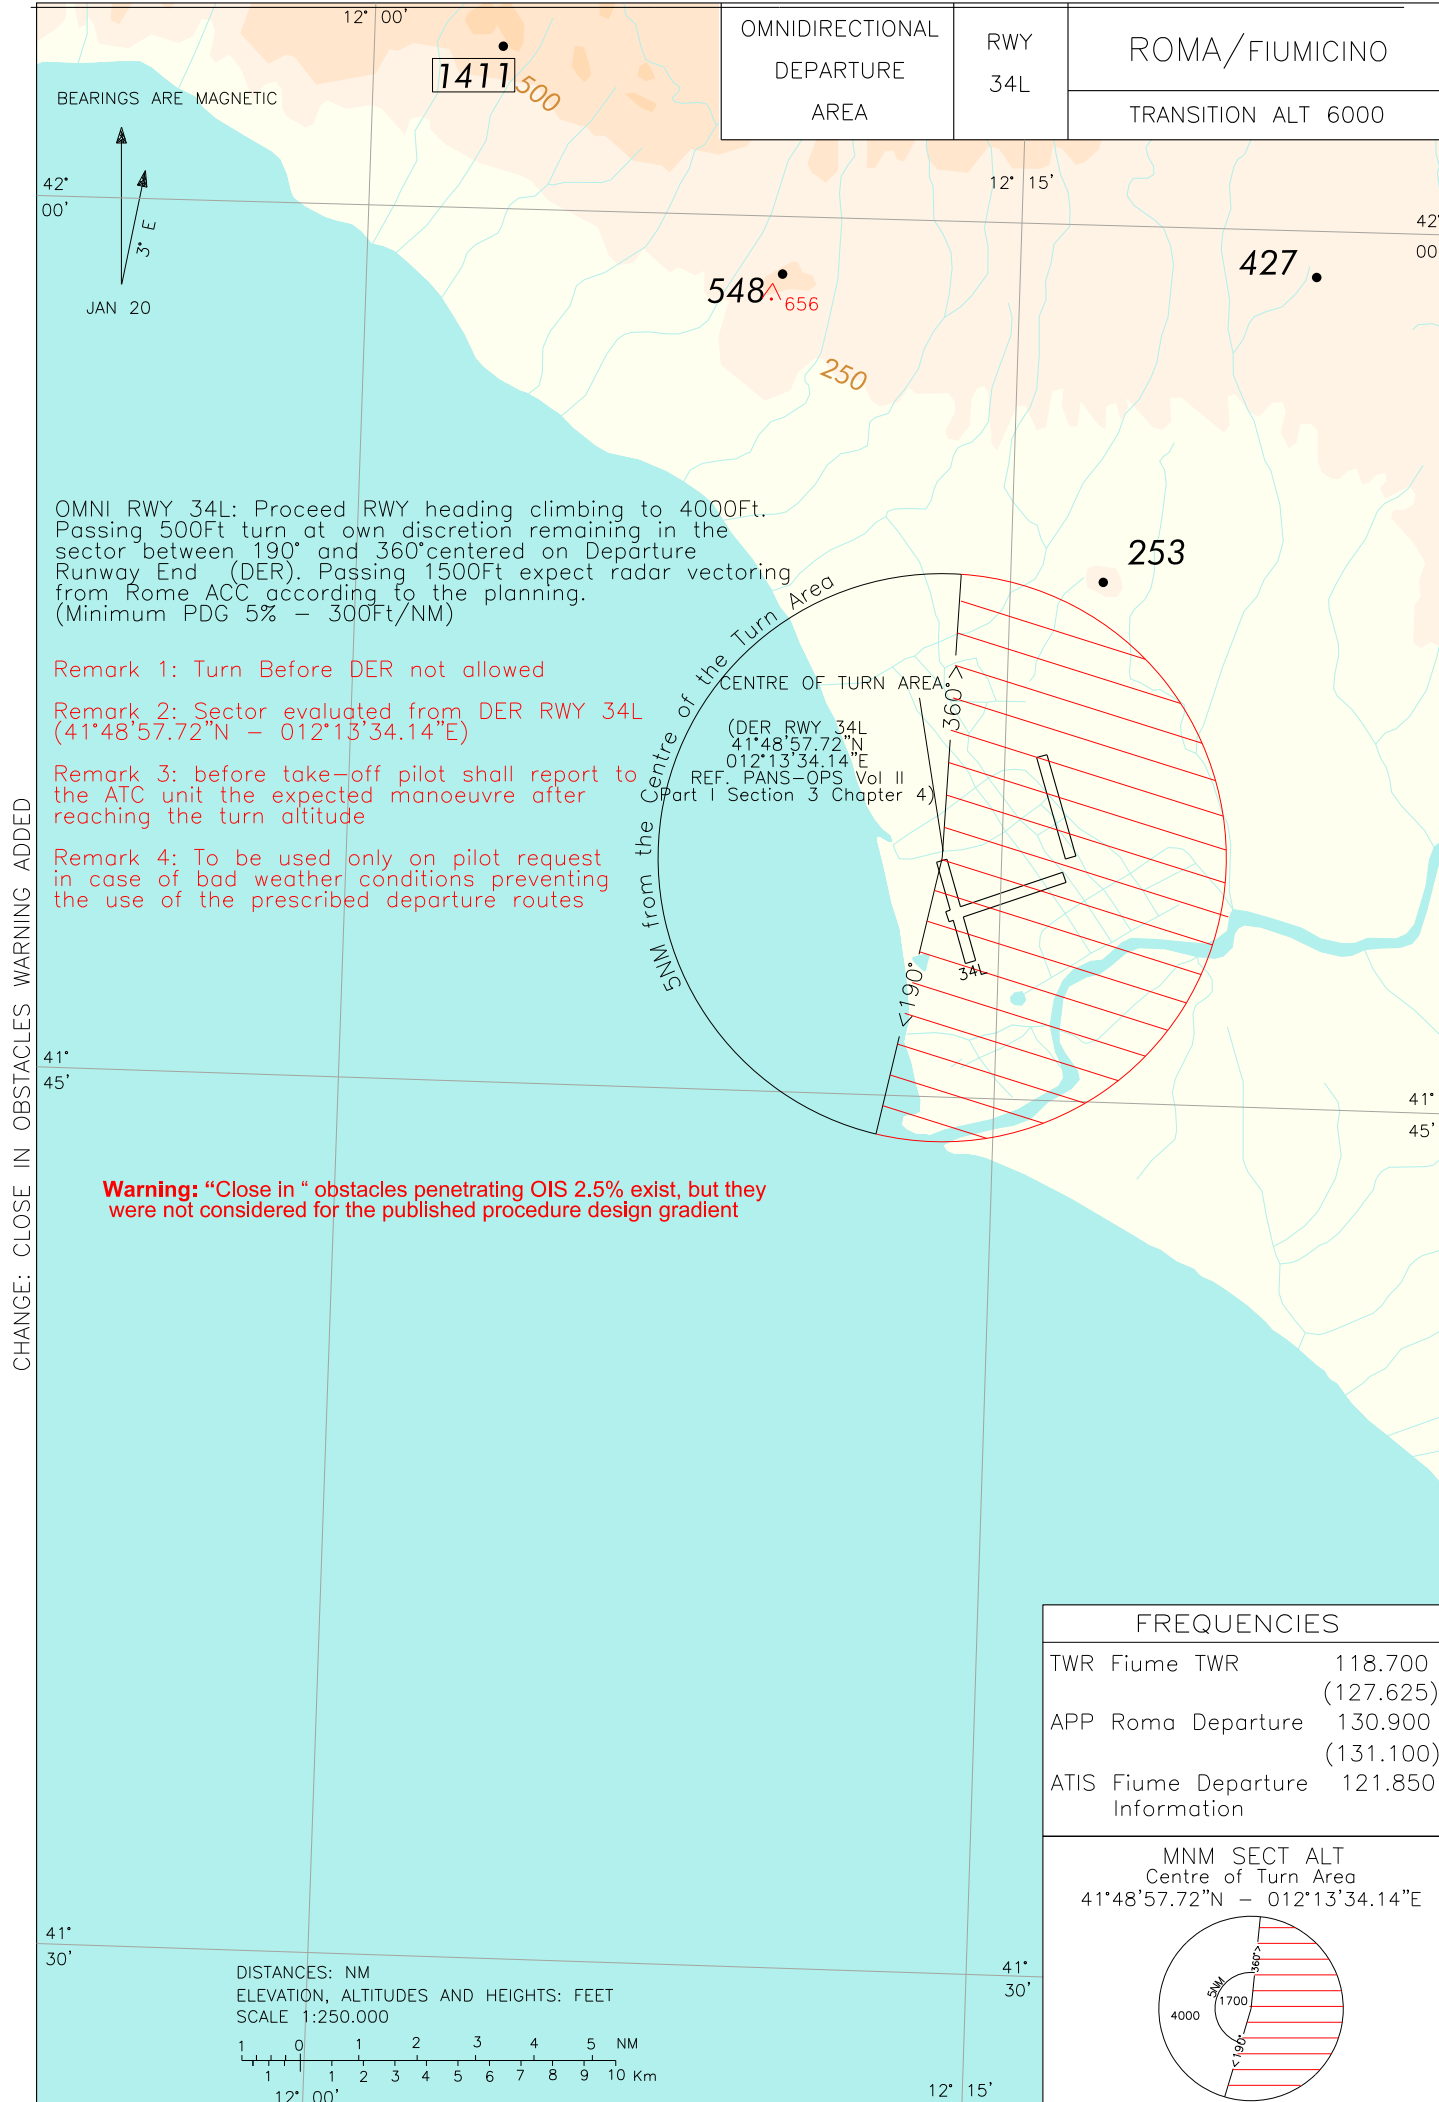 OMNIDIRECTIONAL
DEPARTURE
AREA
RWY
34L
ROMA/FIUMICINO
TRANSITION ALT 6000
12° 00'
1411
500
BEARINGS ARE MAGNETIC
3° E
JAN 20
42°
00'
12° 15'
42°
00
548
656
427
250
253
OMNI RWY 34L: Proceed RWY heading climbing to 4000Ft.
Passing 500Ft turn at own discretion remaining in the
sector between 190° and 360°centered on Departure
Runway End (DER). Passing 1500Ft expect radar vectoring
from Rome ACC according to the planning.
(Minimum PDG 5% – 300Ft/NM)
Remark 1: Turn Before DER not allowed
Remark 2: Sector evaluated from DER RWY 34L
(41°48'57.72"N – 012°13'34.14"E)
Remark 3: before take–off pilot shall report to
the ATC unit the expected manoeuvre after
reaching the turn altitude
Remark 4: To be used only on pilot request
in case of bad weather conditions preventing
the use of the prescribed departure routes
5NM from the Centre of the Turn Area
CENTRE OF TURN AREA
(DER RWY 34L
41°48'57.72"N
012°13'34.14"E
REF. PANS–OPS Vol II
Part I Section 3 Chapter 4)
360°>
<190°
34L
CHANGE: CLOSE IN OBSTACLES WARNING ADDED
41°
45'
41°
45'
Warning: “Close in “ obstacles penetrating OIS 2.5% exist, but they
were not considered for the published procedure design gradient
FREQUENCIES
TWR Fiume TWR 118.700
(127.625)
APP Roma Departure 130.900
(131.100)
ATIS Fiume Departure 121.850
Information
MNM SECT ALT
Centre of Turn Area
41°48'57.72"N – 012°13'34.14"E
360°>
5NM
1700
4000
<190°
41°
30'
41°
30'
DISTANCES: NM
ELEVATION, ALTITUDES AND HEIGHTS: FEET
SCALE 1:250.000
1 0 1 2 3 4 5 NM
1 1 2 3 4 5 6 7 8 9 10 Km
12° 00'
12° 15'